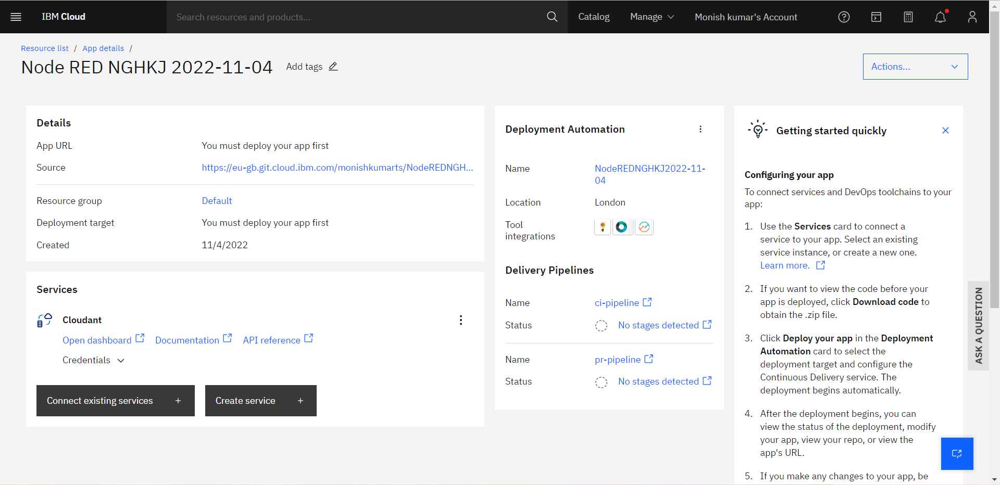 IBM Cloud
Search resources and products...
Catalog
Manage
Monish kumar's Account
Resource list / App details /
Node RED NGHKJ 2022-11-04
Add tags
Actions...
Details
App URL
You must deploy your app first
Source
https://eu-gb.git.cloud.ibm.com/monishkumarts/NodeREDNGH...
Resource group
Default
Deployment target
You must deploy your app first
Created
11/4/2022
Services
Cloudant
Open dashboard
Documentation
API reference
Credentials
Connect existing services +
Create service +
Deployment Automation
Name
NodeREDNGHKJ2022-11-
04
Location
London
Tool
integrations
Delivery Pipelines
Name
ci-pipeline
Status
No stages detected
Name
pr-pipeline
Status
No stages detected
Getting started quickly
Configuring your app
To connect services and DevOps toolchains to your
app:
1. Use the Services card to connect a
service to your app. Select an existing
service instance, or create a new one.
Learn more.
2. If you want to view the code before your
app is deployed, click Download code to
obtain the .zip file.
3. Click Deploy your app in the Deployment
Automation card to select the
deployment target and configure the
Continuous Delivery service. The
deployment begins automatically.
4. After the deployment begins, you can
view the status of the deployment, modify
your app, view your repo, or view the
app's URL.
5. If you make any changes to your app, be
ASK A QUESTION